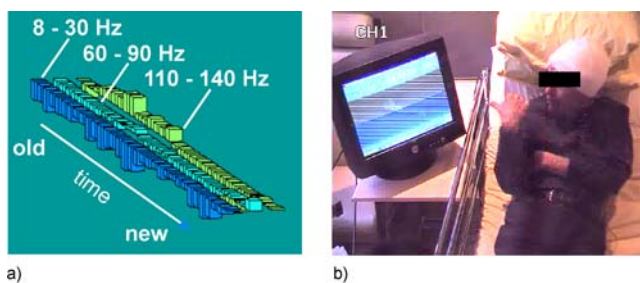 8 - 30 Hz
60 - 90 Hz
110 - 140 Hz
old
time
new
CH1
a)
b)